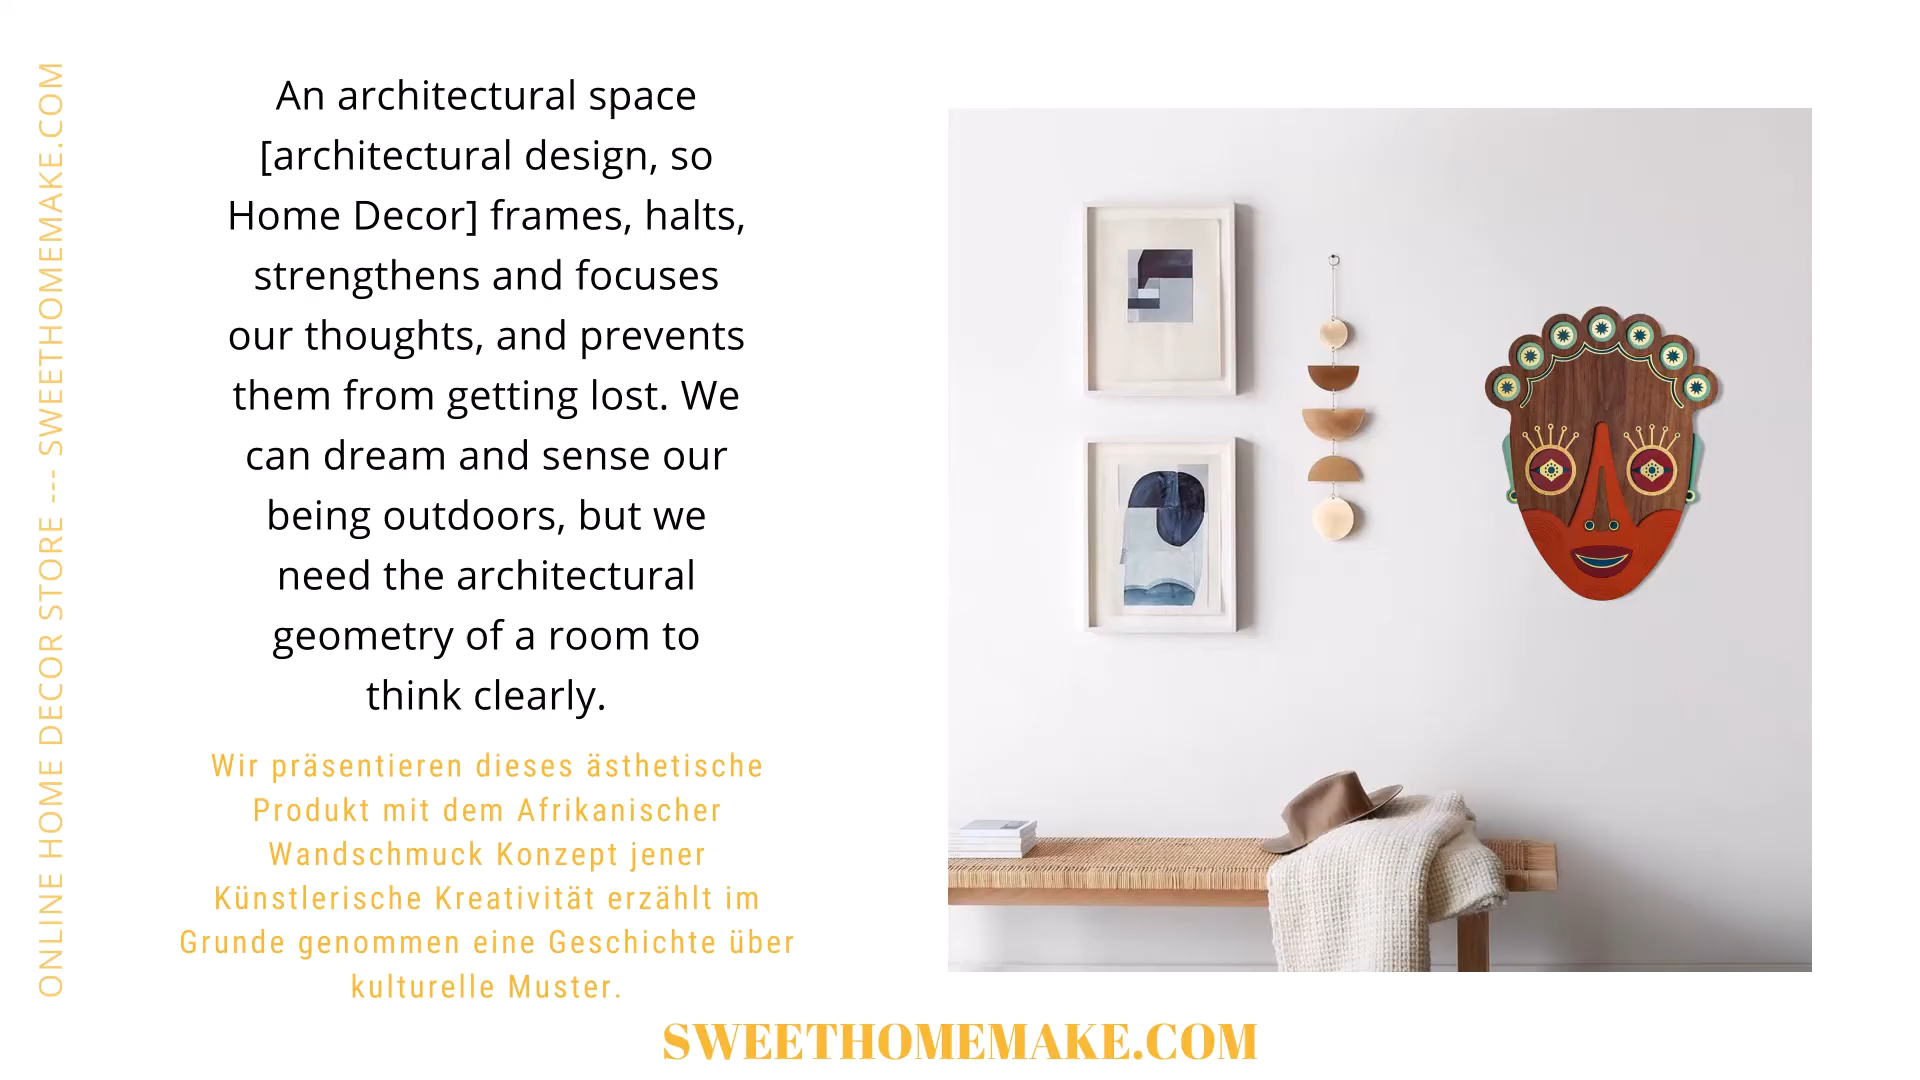 ONLINE HOME DECOR STORE --- SWEETHOMEMAKE.COM
An architectural space
[architectural design, so
Home Decor] frames, halts,
strengthens and focuses
our thoughts, and prevents
them from getting lost. We
can dream and sense our
being outdoors, but we
need the architectural
geometry of a room to
think clearly.
Wir präsentieren dieses ästhetische
Produkt mit dem Afrikanischer
Wandschmuck Konzept jener
Künstlerische Kreativität erzählt im
Grunde genommen eine Geschichte über
kulturelle Muster.
SWEETHOMEMAKE.COM